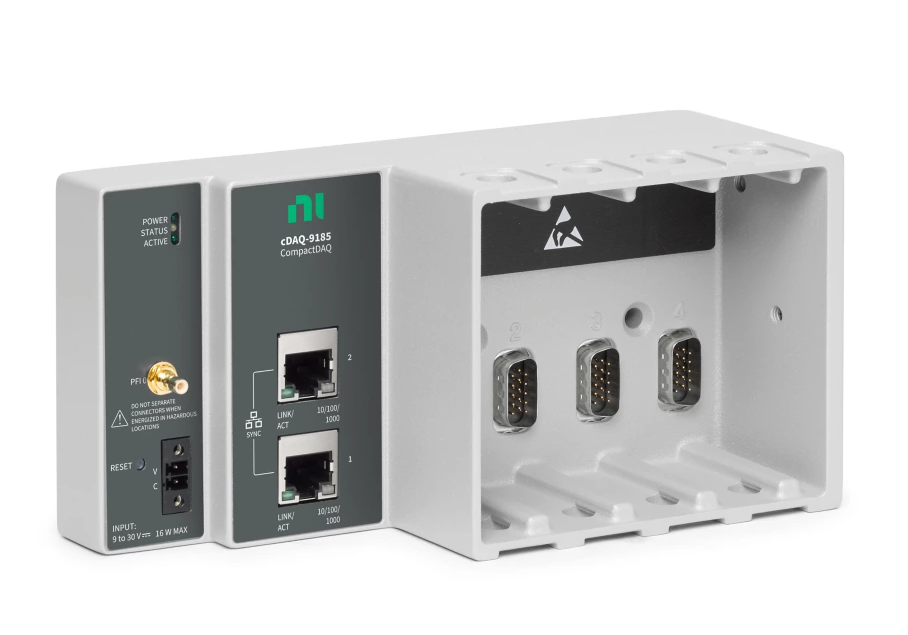 POWER
STATUS
ACTIVE
PFI 0
DO NOT SEPARATE
CONNECTORS WHEN
ENERGIZED IN HAZARDOUS
LOCATIONS
RESET
V
C
INPUT:
9 to 30 V⎓ 16 W MAX
ni
cDAQ-9185
CompactDAQ
2
LINK/
ACT
10/100/
1000
SYNC
1
LINK/
ACT
10/100/
1000
2
3
4